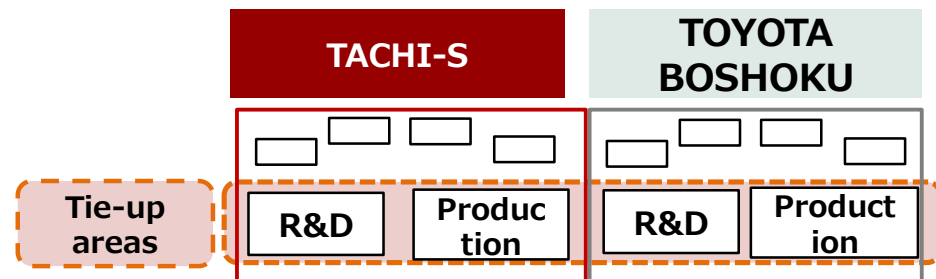 TACHI-S
TOYOTA
BOSHOKU
Tie-up
areas
R&D
Produc
tion
R&D
Product
ion